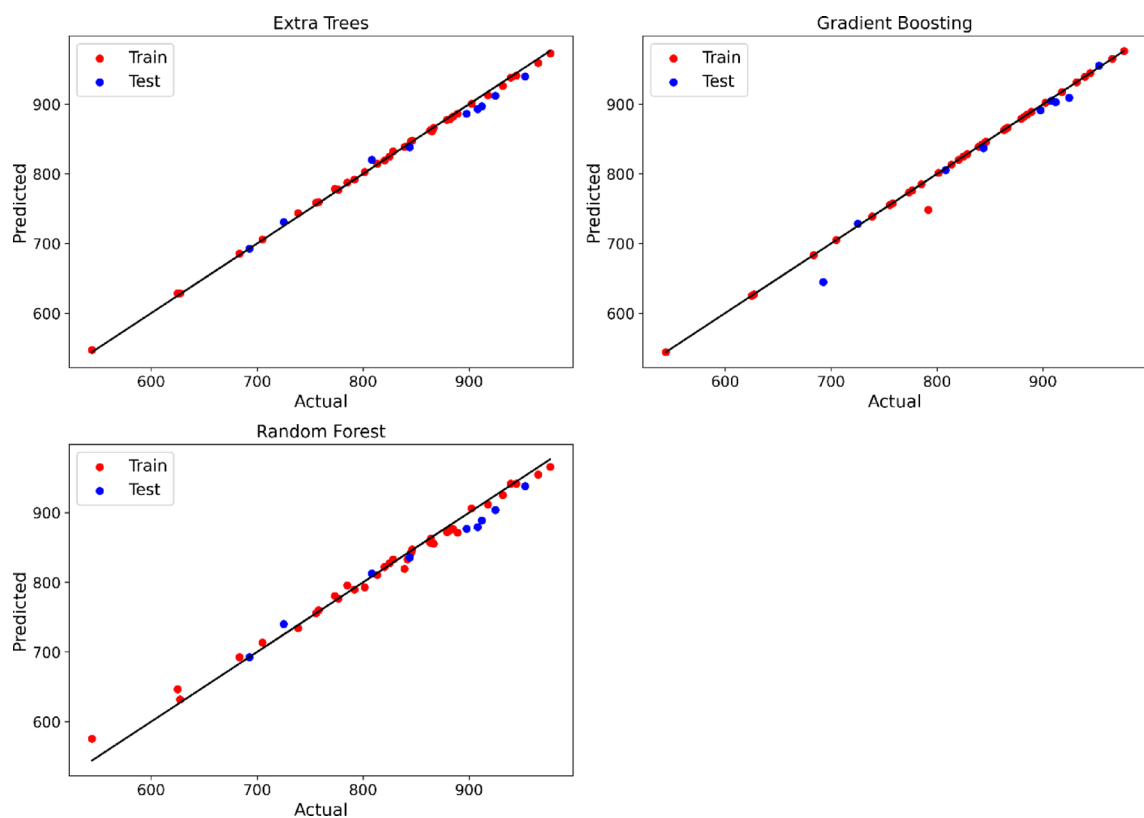 Extra Trees
Train
Test
900
800
700
600
Predicted
600 700 800 900
Actual
Gradient Boosting
Train
Test
900
800
700
600
Predicted
600 700 800 900
Actual
Random Forest
Train
Test
900
800
700
600
Predicted
600 700 800 900
Actual